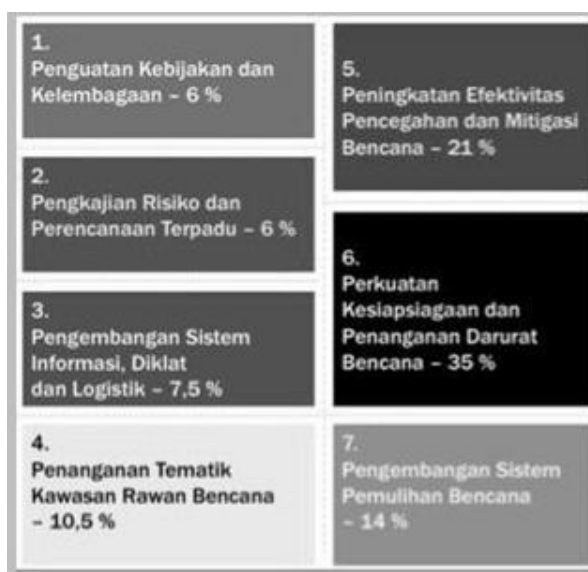 1.
Penguatan Kebijakan dan
Kelembagaan – 6 %
2.
Pengkajian Risiko dan
Perencanaan Terpadu – 6 %
3.
Pengembangan Sistem
Informasi, Diklat
dan Logistik – 7,5 %
4.
Penanganan Tematik
Kawasan Rawan Bencana
– 10,5 %
5.
Peningkatan Efektivitas
Pencegahan dan Mitigasi
Bencana – 21 %
6.
Perkuatan
Kesiapsiagaan dan
Penanganan Darurat
Bencana – 35 %
7.
Pengembangan Sistem
Pemulihan Bencana
– 14 %